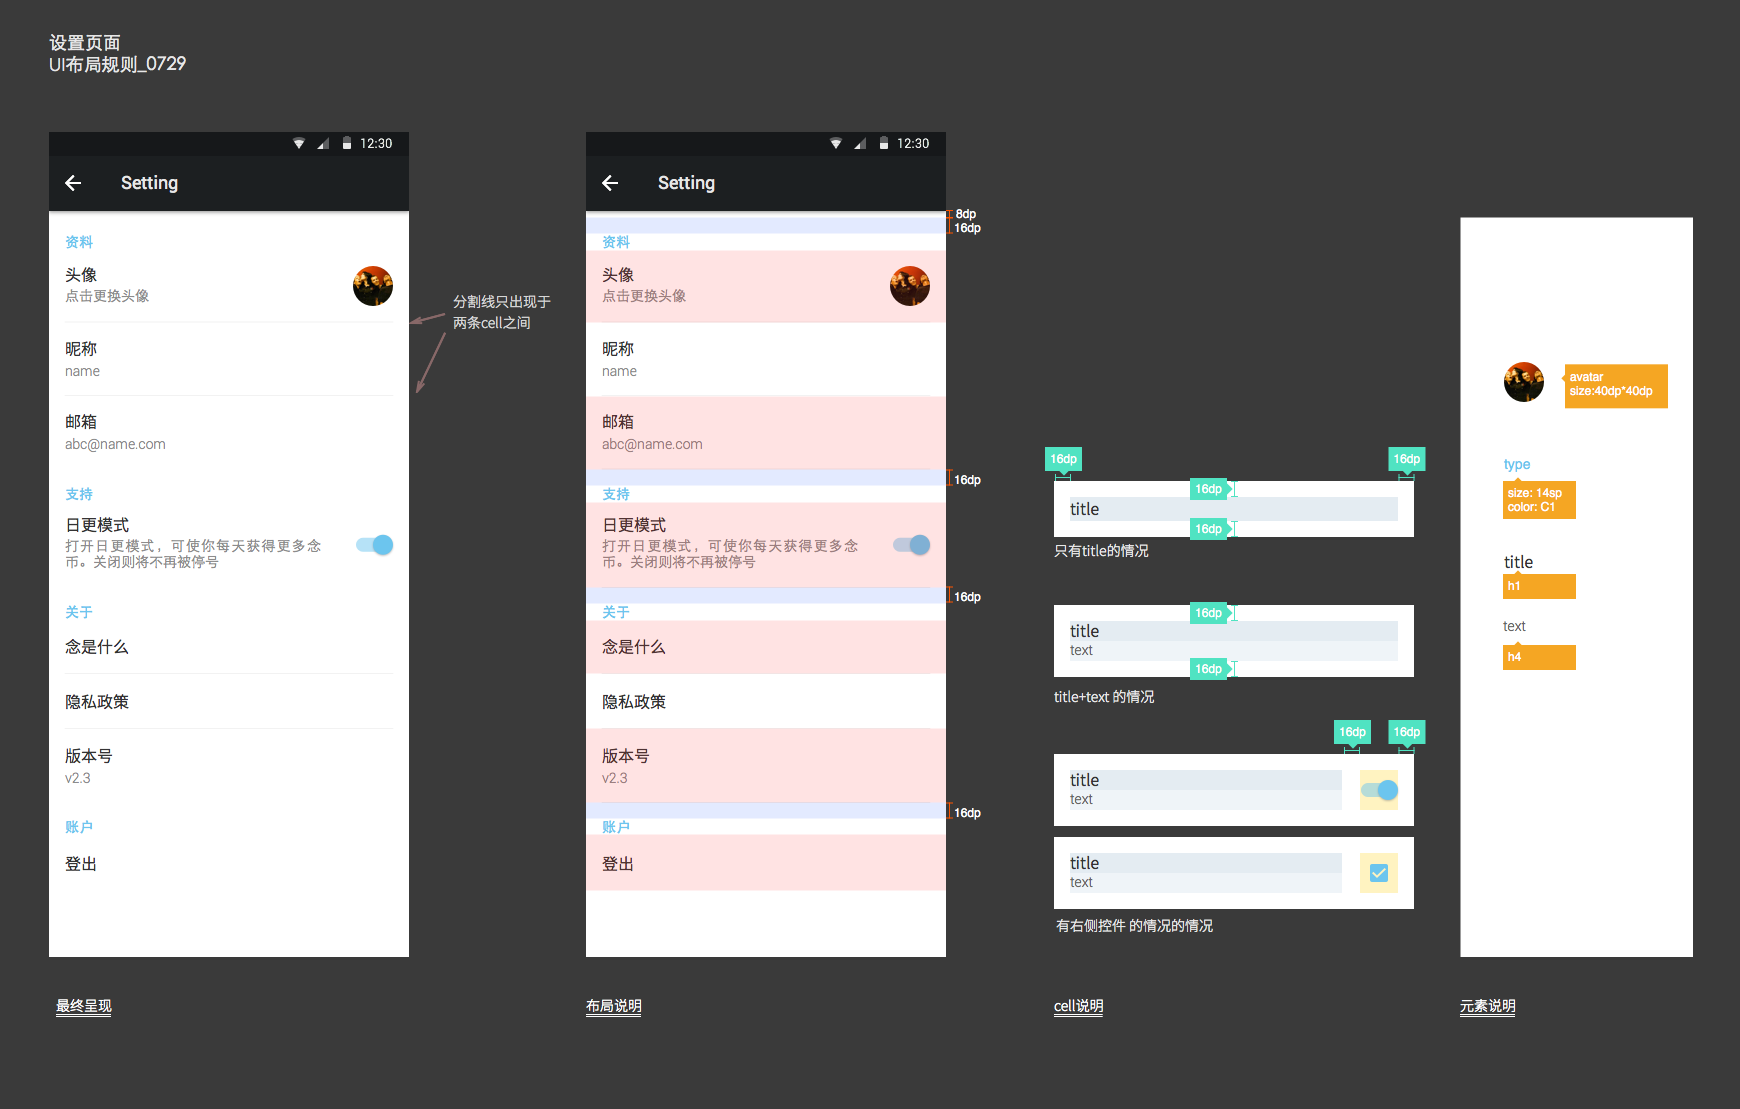 设置页面
UI布局规则_0729
12:30
Setting
资料
头像
点击更换头像
昵称
name
邮箱
abc@name.com
支持
日更模式
打开日更模式，可使你每天获得更多念
币。关闭则将不再被停号
关于
念是什么
隐私政策
版本号
v2.3
账户
登出
最终呈现
分割线只出现于
两条cell之间
12:30
Setting
8dp
16dp
资料
头像
点击更换头像
昵称
name
邮箱
abc@name.com
16dp
支持
日更模式
打开日更模式，可使你每天获得更多念
币。关闭则将不再被停号
16dp
关于
念是什么
隐私政策
版本号
v2.3
16dp
账户
登出
布局说明
16dp
16dp
16dp
title
16dp
只有title的情况
16dp
title
text
16dp
title+text 的情况
16dp
16dp
title
text
title
text
有右侧控件 的情况的情况
cell说明
avatar
size:40dp*40dp
type
size: 14sp
color: C1
title
h1
text
h4
元素说明